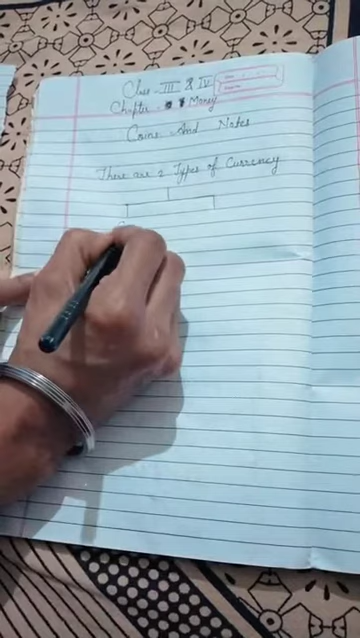 Class - III & IV
Chapter - Money
Coins And Notes
There are 2 Types of Currency
C